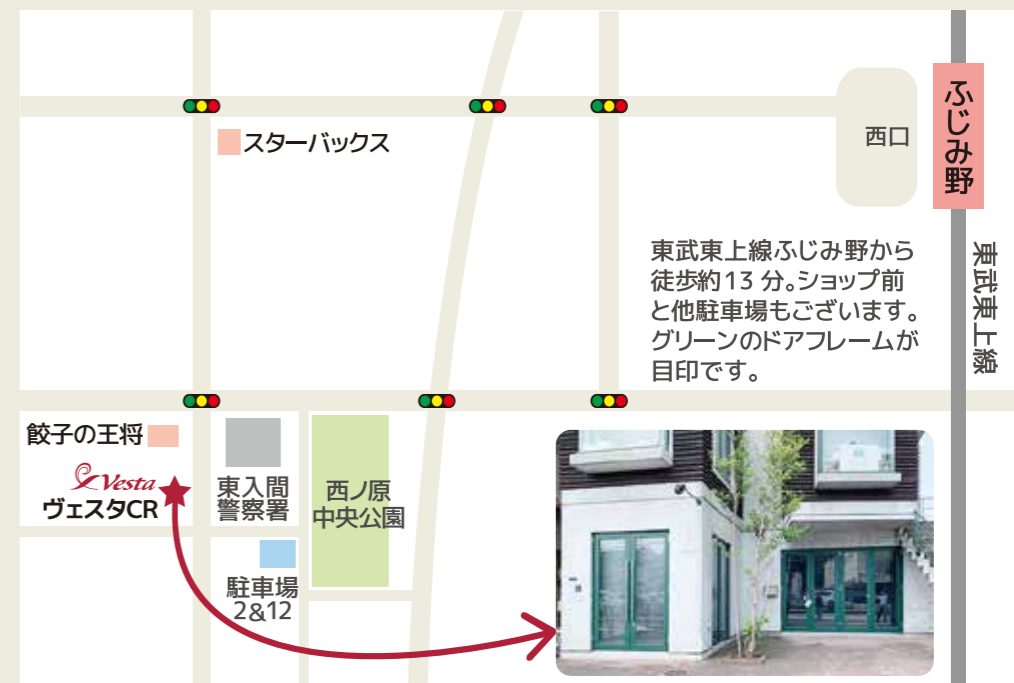 ふじみ野
西口
スターバックス
東武東上線
東武東上線ふじみ野から
徒歩約13 分。ショップ前
と他駐車場もございます。
グリーンのドアフレームが
目印です。
餃子の王将
Vesta
ヴェスタCR
東入間
警察署
西ノ原
中央公園
駐車場
2&12